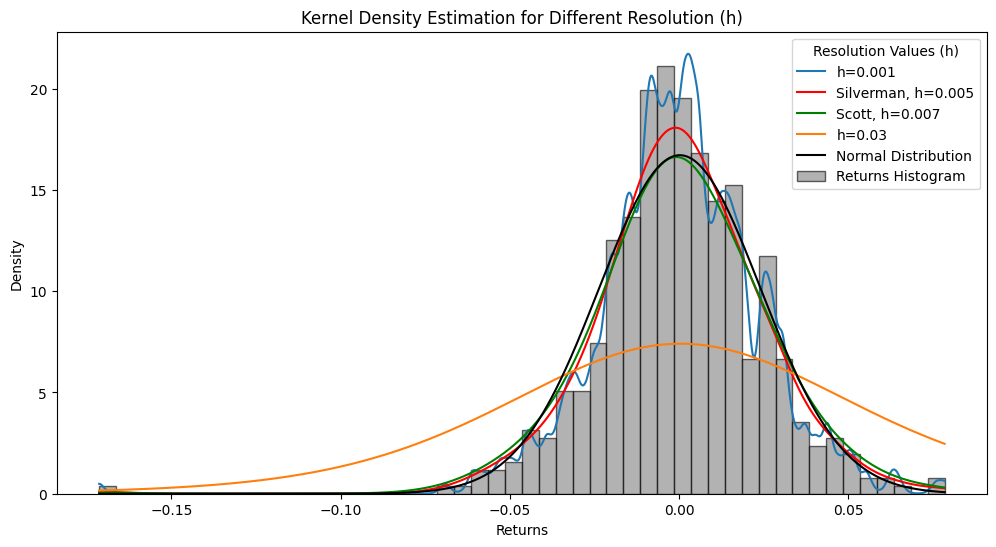 Kernel Density Estimation for Different Resolution (h)
Resolution Values (h)
h=0.001
Silverman, h=0.005
Scott, h=0.007
h=0.03
Normal Distribution
Returns Histogram
Density
20
15
10
5
0
−0.15
−0.10
−0.05
0.00
0.05
Returns